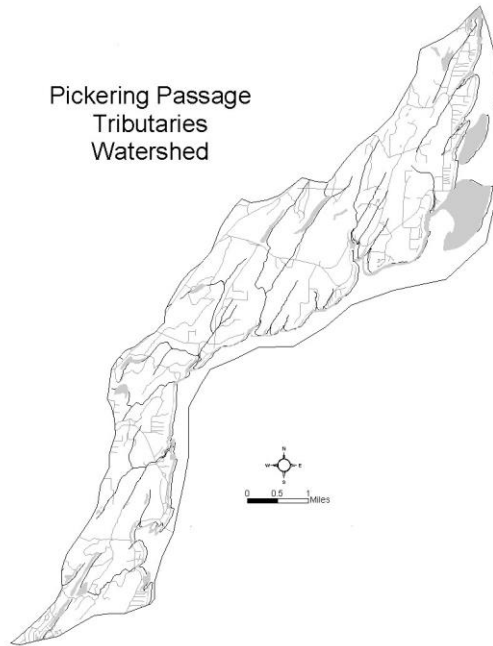 Pickering Passage
Tributaries
Watershed
N
W E
S
0 0.5 1
Miles